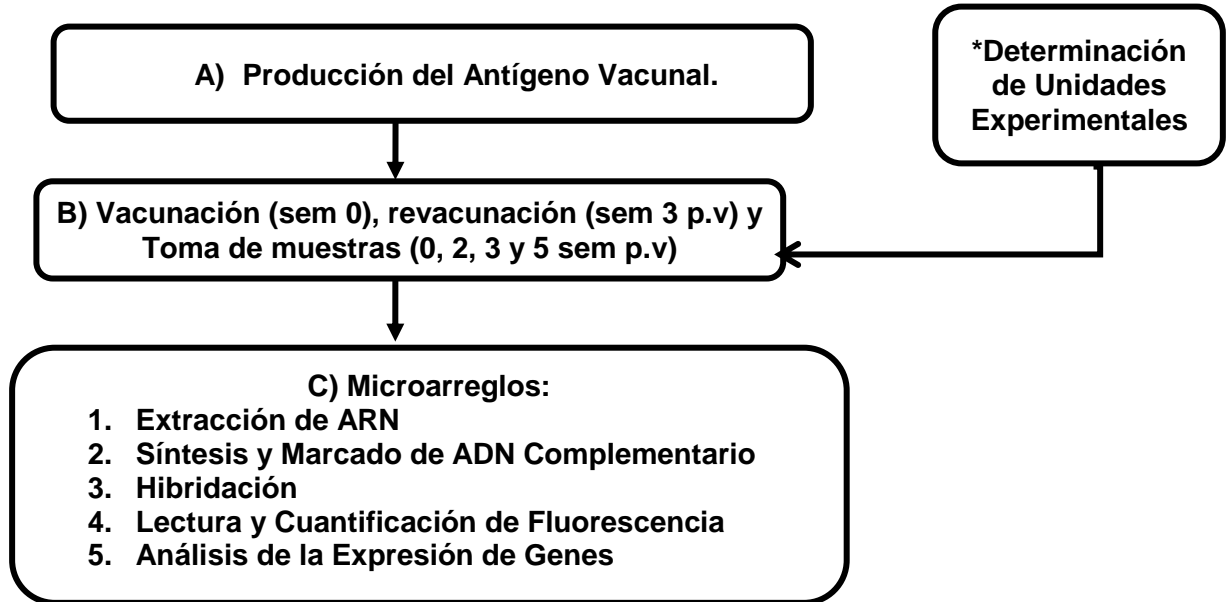 A) Producción del Antígeno Vacunal.
*Determinación
de Unidades
Experimentales
B) Vacunación (sem 0), revacunación (sem 3 p.v) y
Toma de muestras (0, 2, 3 y 5 sem p.v)
C) Microarreglos:
1. Extracción de ARN
2. Síntesis y Marcado de ADN Complementario
3. Hibridación
4. Lectura y Cuantificación de Fluorescencia
5. Análisis de la Expresión de Genes